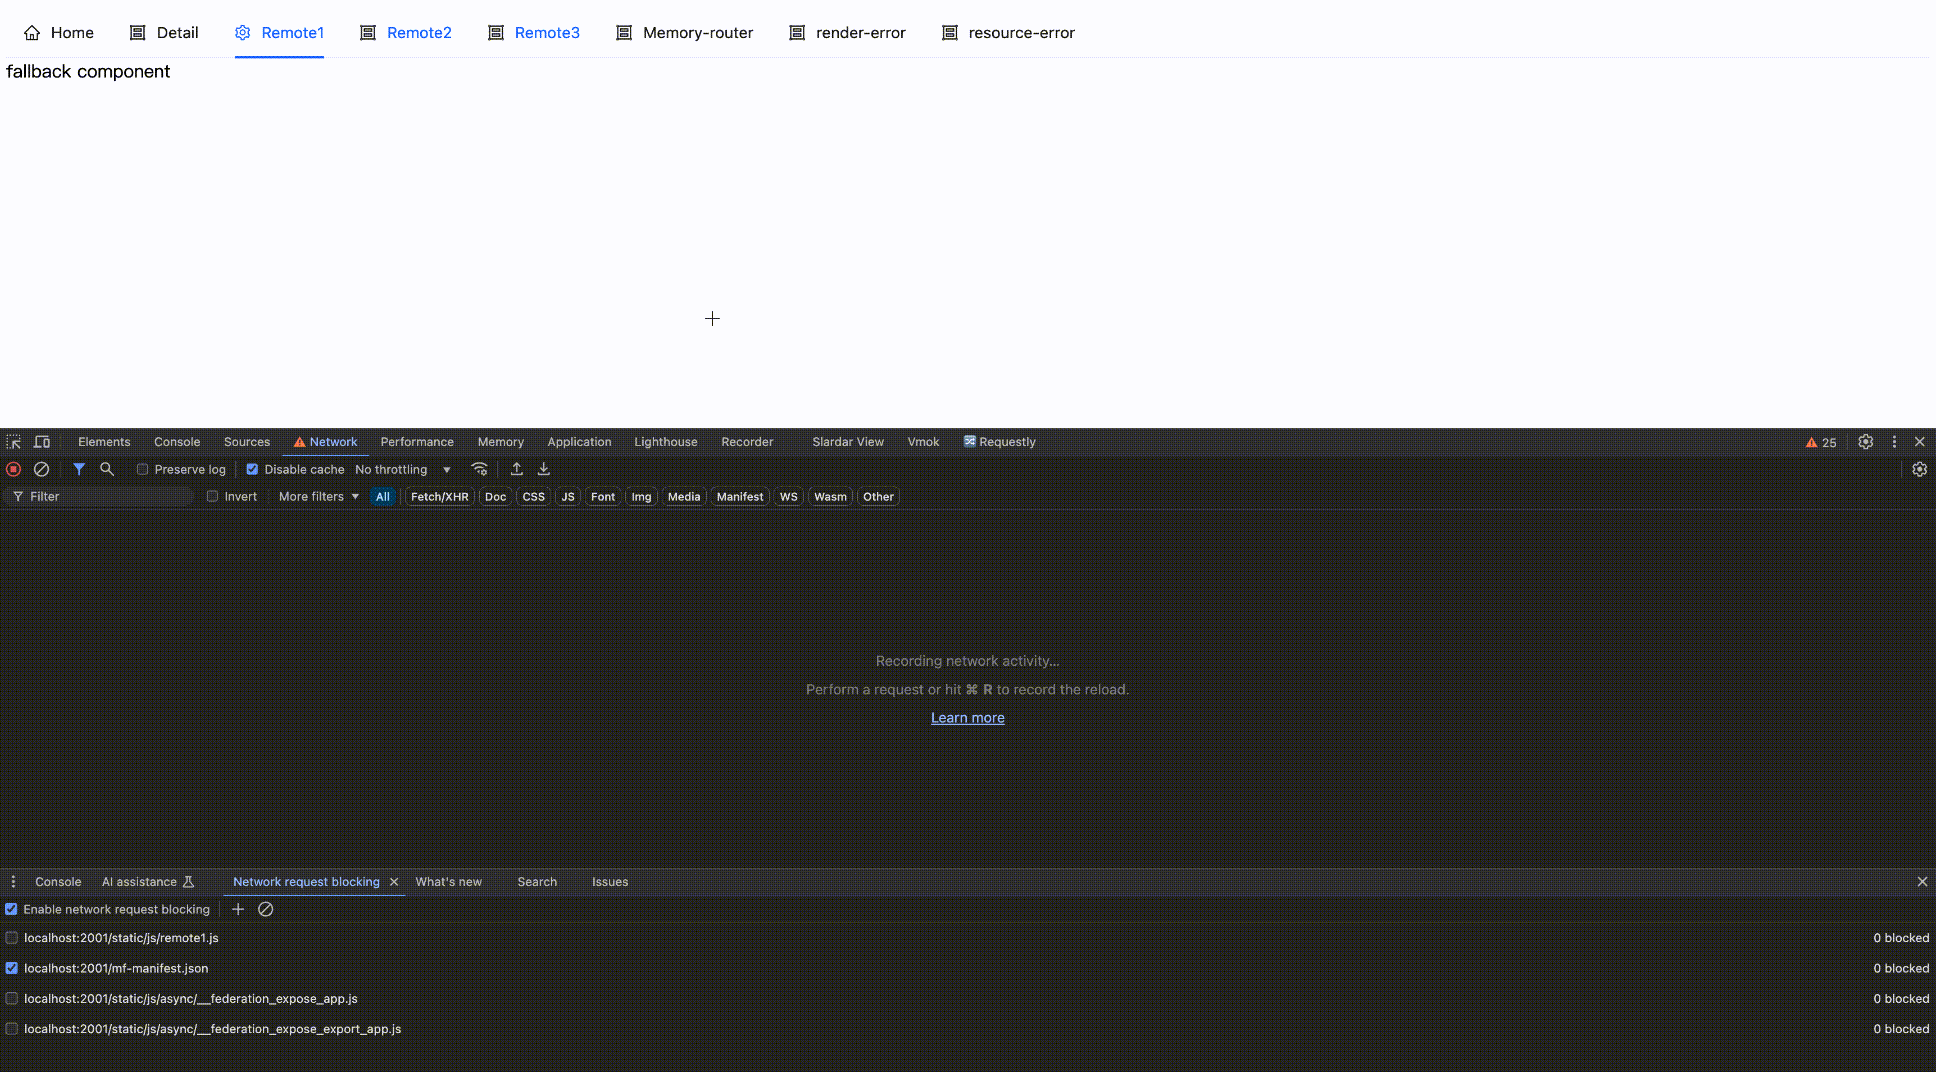 Home Detail Remote1 Remote2 Remote3 Memory-router render-error resource-error
fallback component
Elements Console Sources Network Performance Memory Application Lighthouse Recorder Slardar View Vmok Requestly 25
Preserve log Disable cache No throttling
Filter Invert More filters All Fetch/XHR Doc CSS JS Font Img Media Manifest WS Wasm Other
Recording network activity...
Perform a request or hit ⌘ R to record the reload.
Learn more
Console AI assistance Network request blocking What's new Search Issues
Enable network request blocking
localhost:2001/static/js/remote1.js 0 blocked
localhost:2001/mf-manifest.json 0 blocked
localhost:2001/static/js/async/__federation_expose_app.js 0 blocked
localhost:2001/static/js/async/__federation_expose_export_app.js 0 blocked